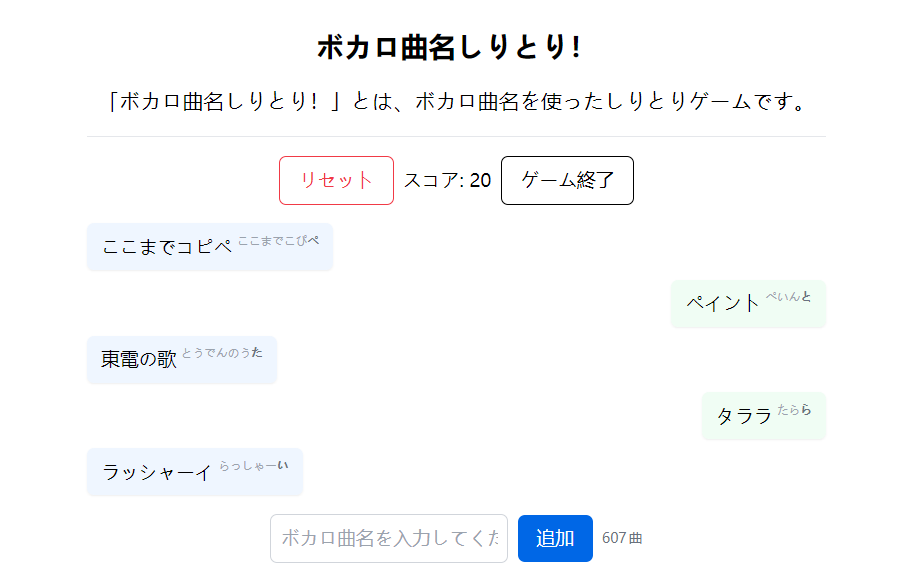 ボカロ曲名しりとり!
「ボカロ曲名しりとり! 」とは、ボカロ曲名を使ったしりとりゲームです。
リセット スコア: 20 ゲーム終了
ここまでコピペ ここまでこぴぺ
ペイント ぺいんと
東電の歌 とうでんのうた
タララ たらら
ラッシャーイ らっしゃーい
ボカロ曲名を入力してくた 追加 607曲